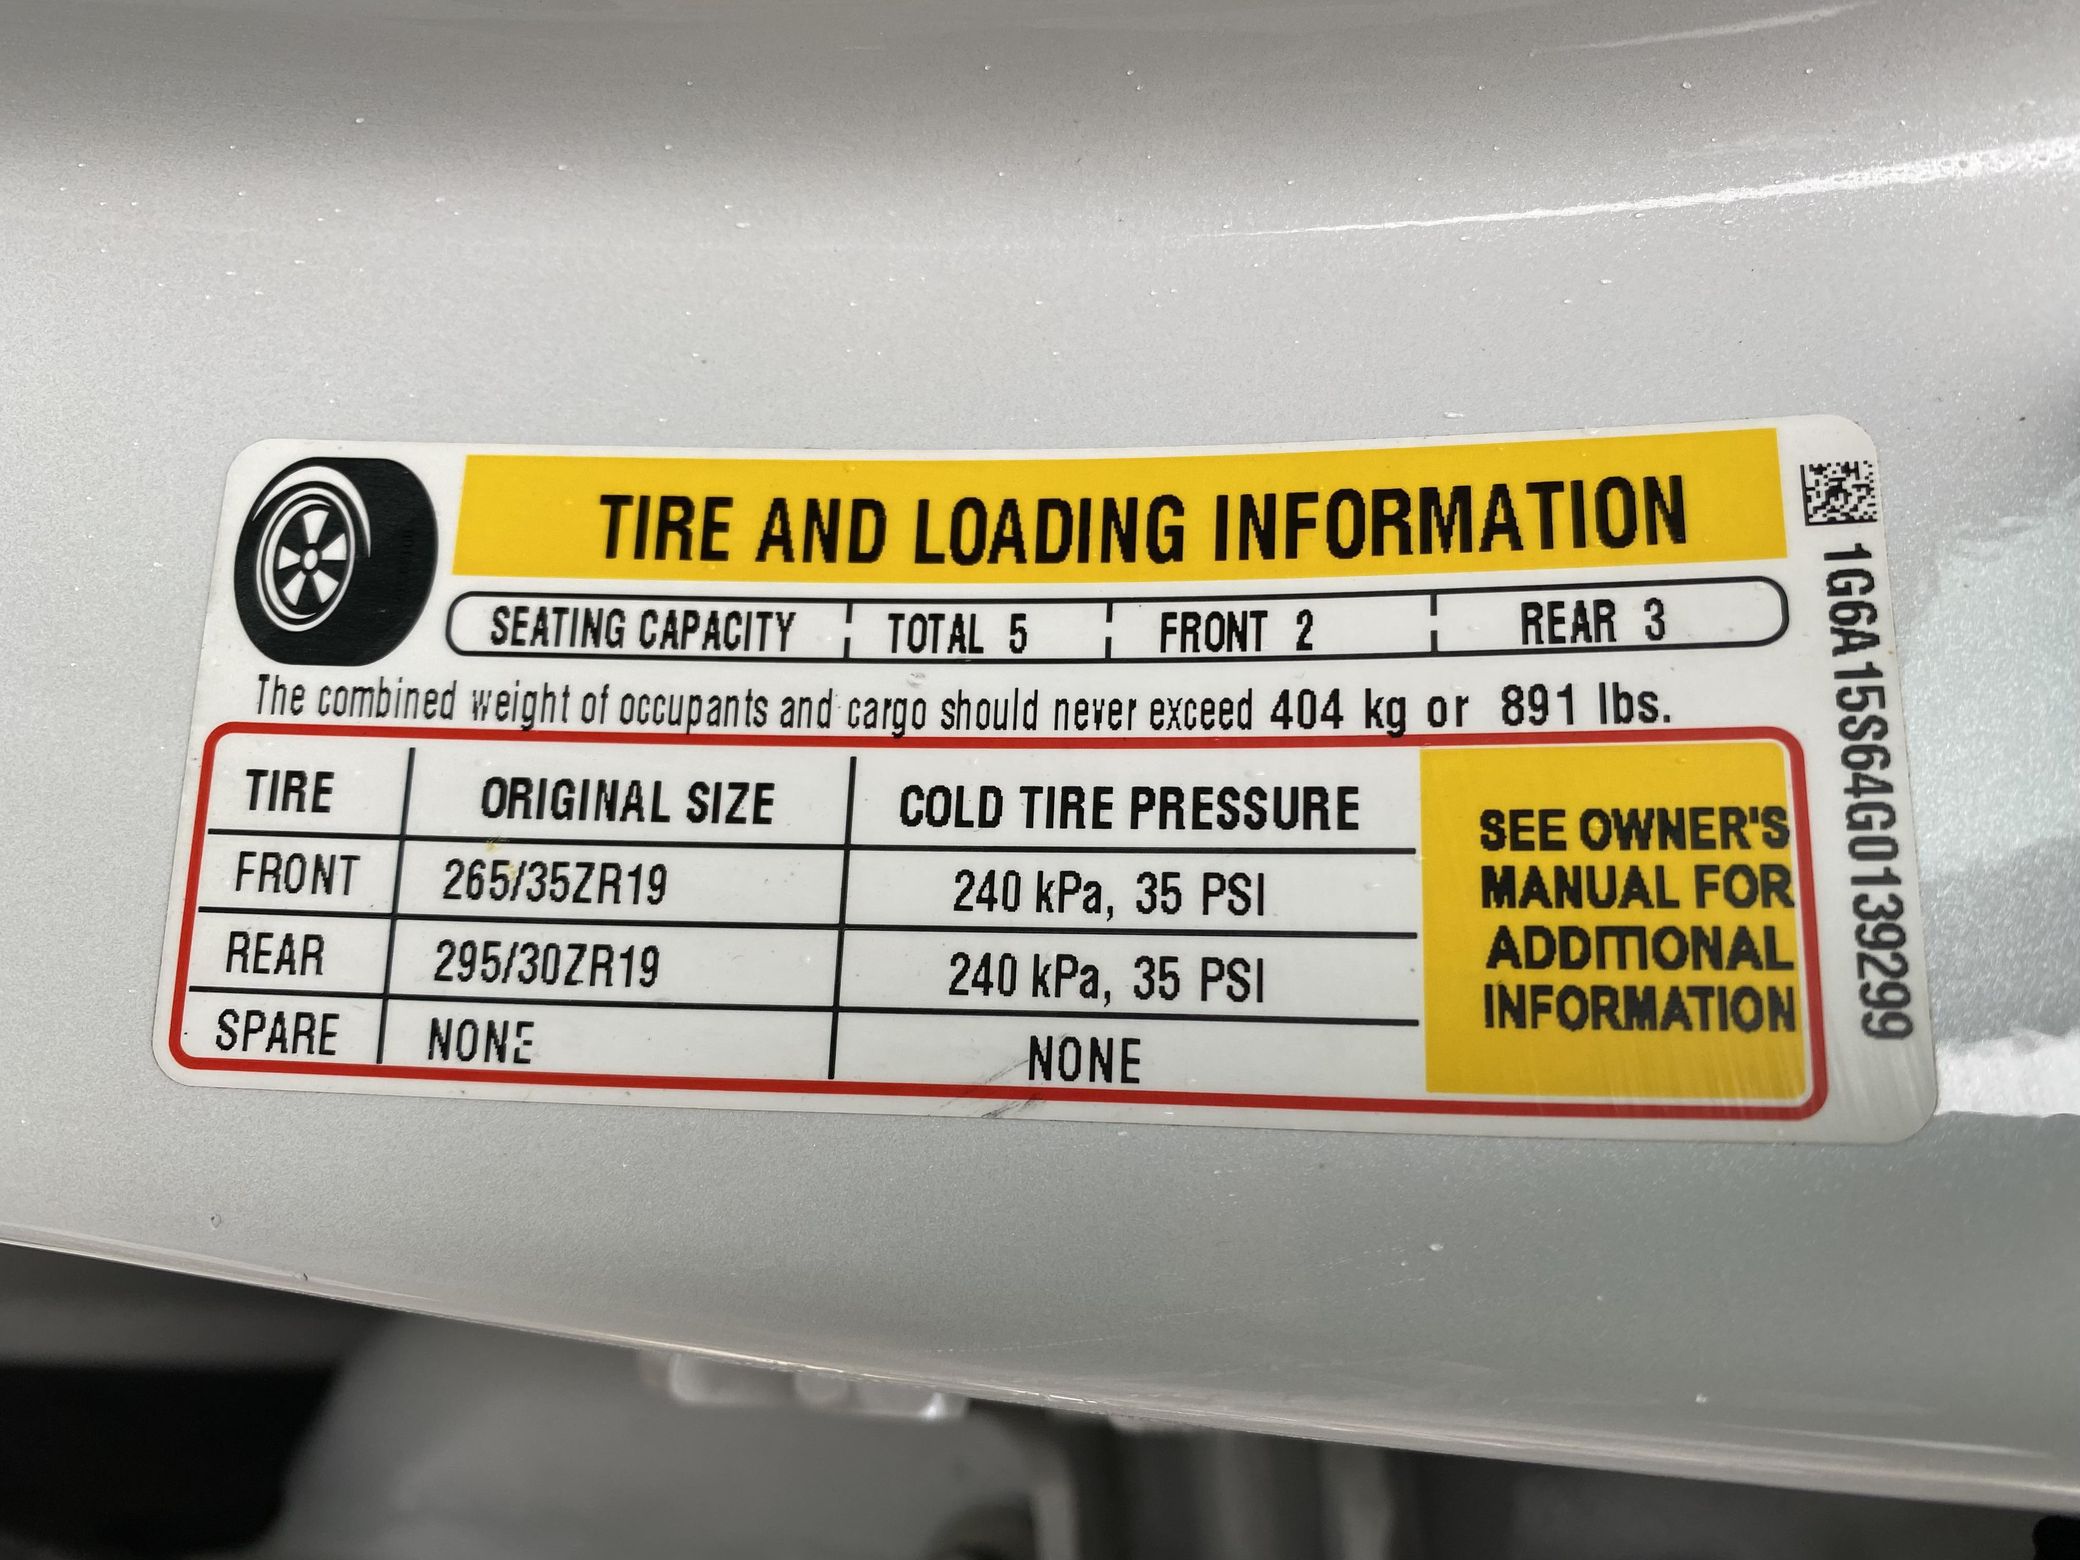 TIRE AND LOADING INFORMATION
SEATING CAPACITY TOTAL 5 FRONT 2 REAR 3
The combined weight of occupants and cargo should never exceed 404 kg or 891 lbs.
TIRE ORIGINAL SIZE COLD TIRE PRESSURE
FRONT 265/35ZR19 240 kPa, 35 PSI
REAR 295/30ZR19 240 kPa, 35 PSI
SPARE NONE NONE
SEE OWNER'S
MANUAL FOR
ADDITIONAL
INFORMATION
1G6A15S64G0139299